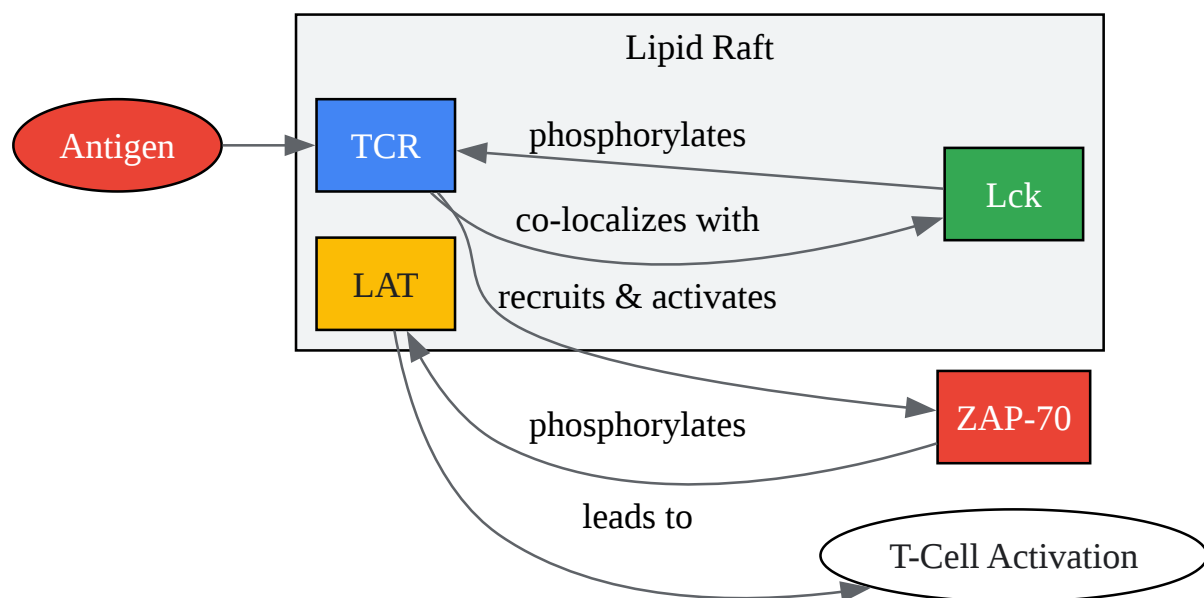 Lipid Raft
Antigen
TCR
phosphorylates
Lck
co-localizes with
LAT
recruits & activates
ZAP-70
phosphorylates
leads to
T-Cell Activation